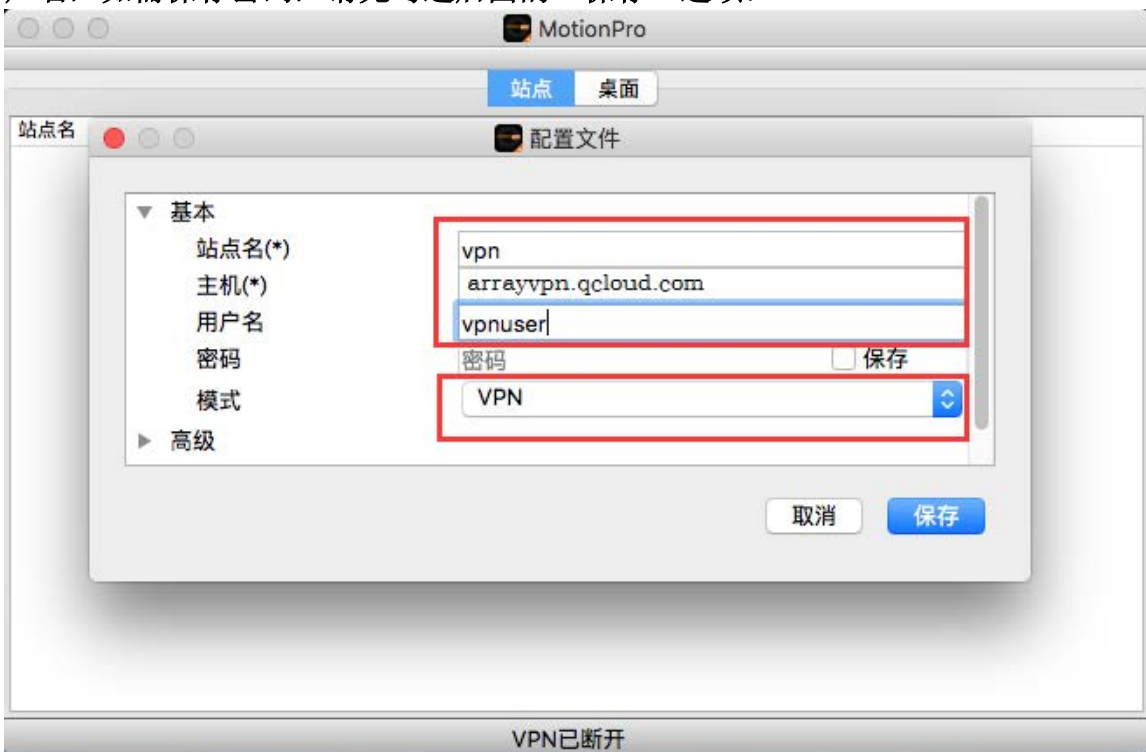 MotionPro
站点 桌面
站点名
配置文件
基本
站点名(*) vpn
主机(*) arrayvpn.qcloud.com
用户名 vpnuser
密码 密码 保存
模式 VPN
高级
取消 保存
VPN已断开